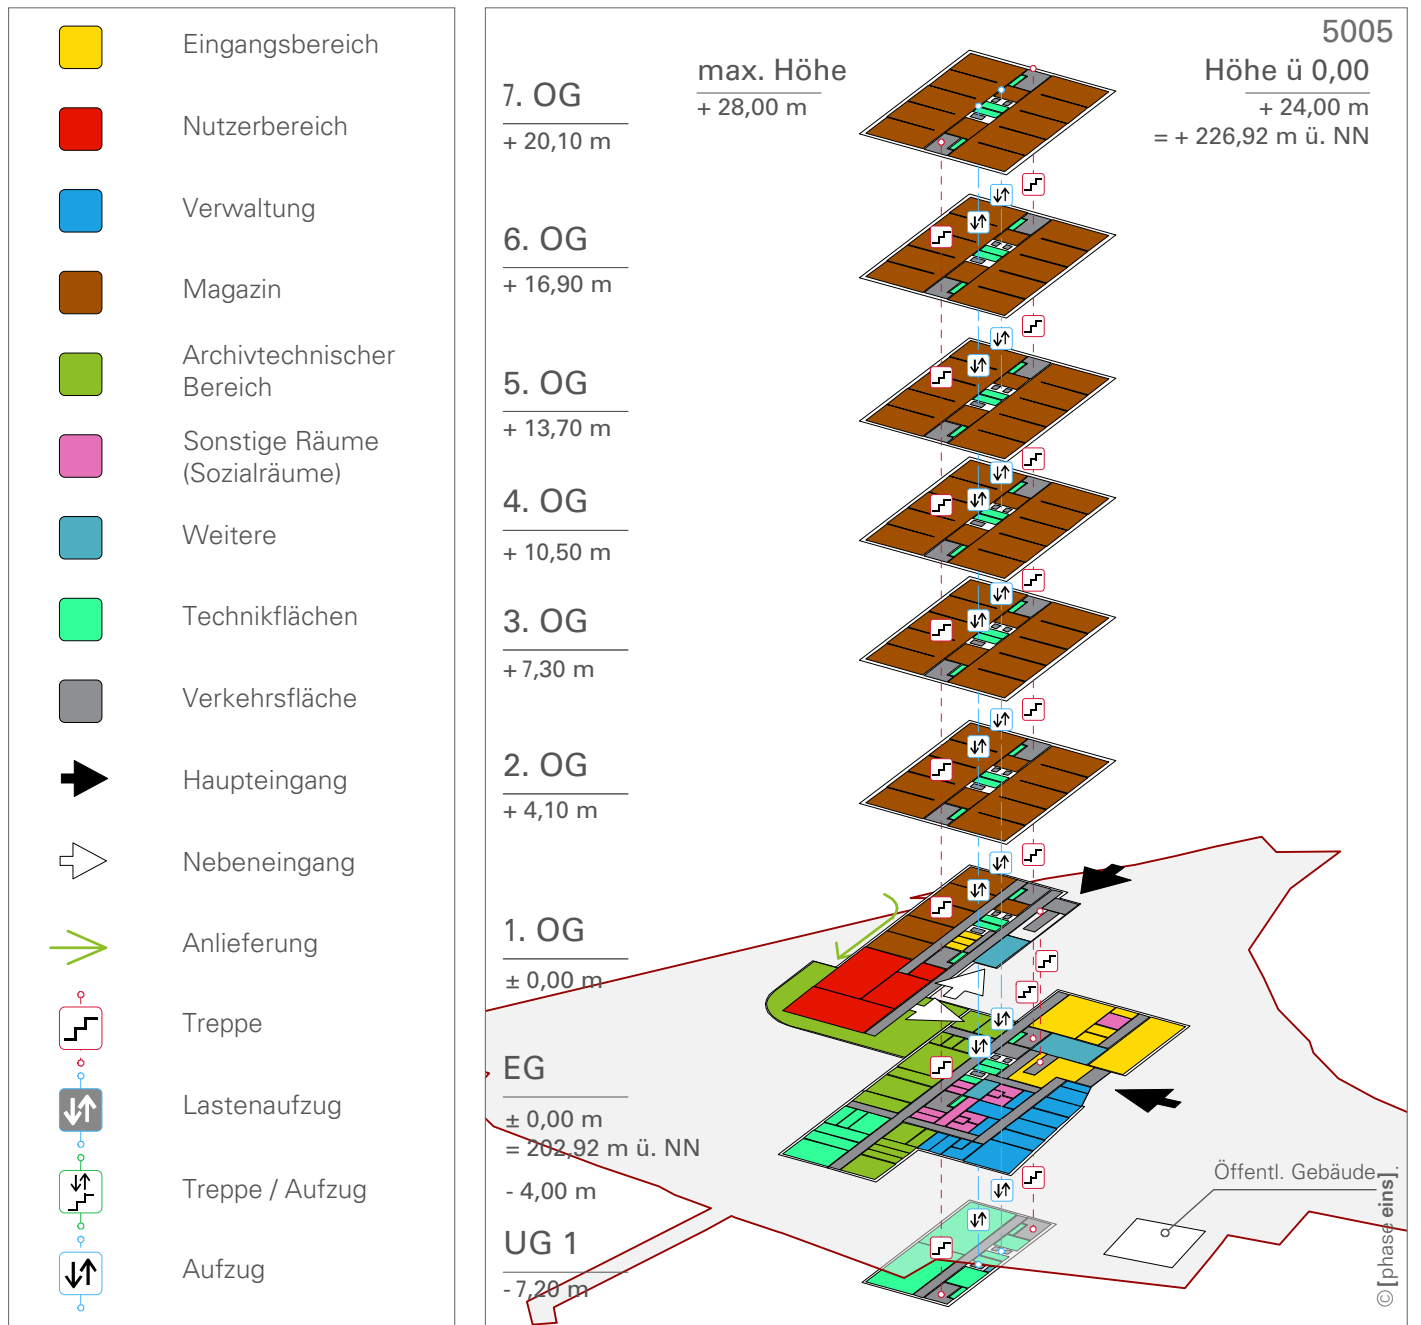 Eingangsbereich
Nutzerbereich
Verwaltung
Magazin
Archivtechnischer
Bereich
Sonstige Räume
(Sozialräume)
Weitere
Technikflächen
Verkehrsfläche
Haupteingang
Nebeneingang
Anlieferung
Treppe
Lastenaufzug
Treppe / Aufzug
Aufzug
5005
max. Höhe
+ 28,00 m
Höhe ü 0,00
+ 24,00 m
= + 226,92 m ü. NN
7. OG
+ 20,10 m
6. OG
+ 16,90 m
5. OG
+ 13,70 m
4. OG
+ 10,50 m
3. OG
+ 7,30 m
2. OG
+ 4,10 m
1. OG
± 0,00 m
EG
± 0,00 m
= 202,92 m ü. NN
- 4,00 m
UG 1
- 7,20 m
Öffentl. Gebäude
© [phase eins].